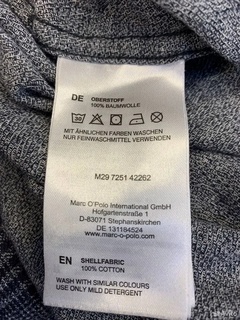 DE OBERSTOFF
100% BAUMWOLLE
30
MIT ÄHNLICHEN FARBEN WASCHEN
NUR FEINWASCHMITTEL VERWENDEN
M29 7251 42262
Marc O'Polo International GmbH
Hofgartenstraße 1
D-83071 Stephanskirchen
DE 131184524
www.marc-o-polo.com
EN SHELLFABRIC
100% COTTON
WASH WITH SIMILAR COLOURS
USE ONLY MILD DETERGENT